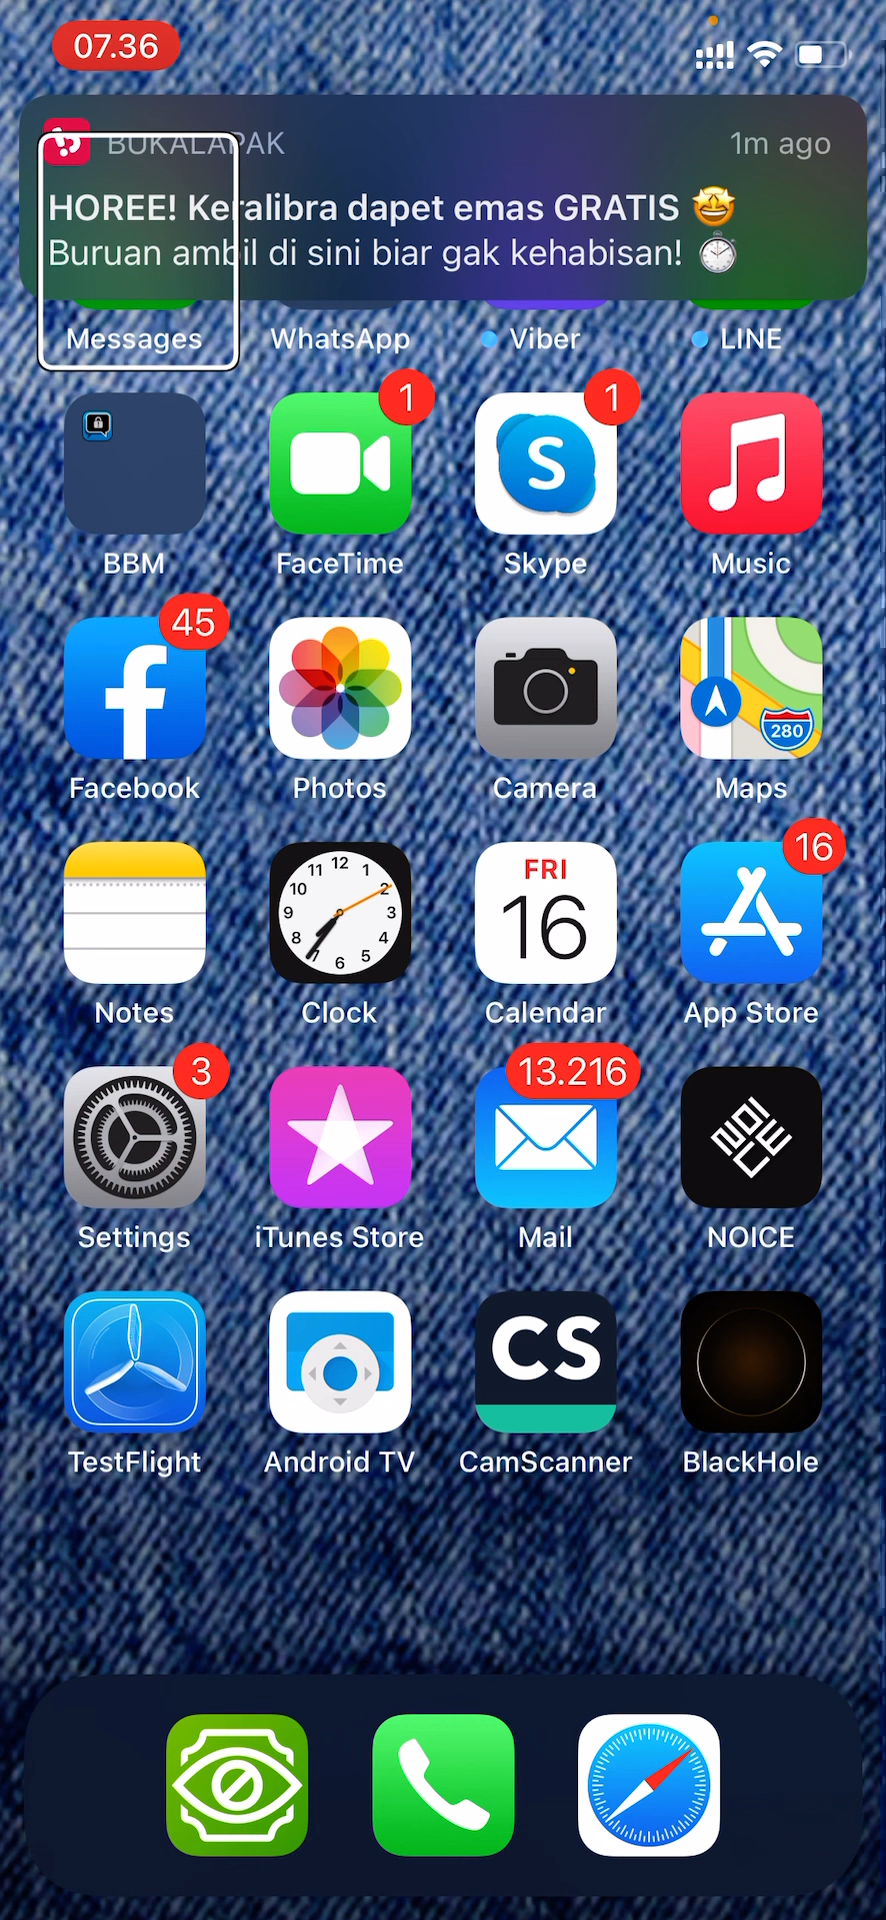 07.36
BUKALAPAK
1m ago
HOREE! Keralibra dapet emas GRATIS 🤩
Buruan ambil di sini biar gak kehabisan! ⏱️
Messages
WhatsApp
Viber
LINE
1
1
S
BBM
FaceTime
Skype
Music
45
280
Facebook
Photos
Camera
Maps
16
12
1
2
3
4
5
6
7
8
9
10
11
FRI
16
Notes
Clock
Calendar
App Store
3
13.216
NOICE
Settings
iTunes Store
Mail
NOICE
CS
TestFlight
Android TV
CamScanner
BlackHole